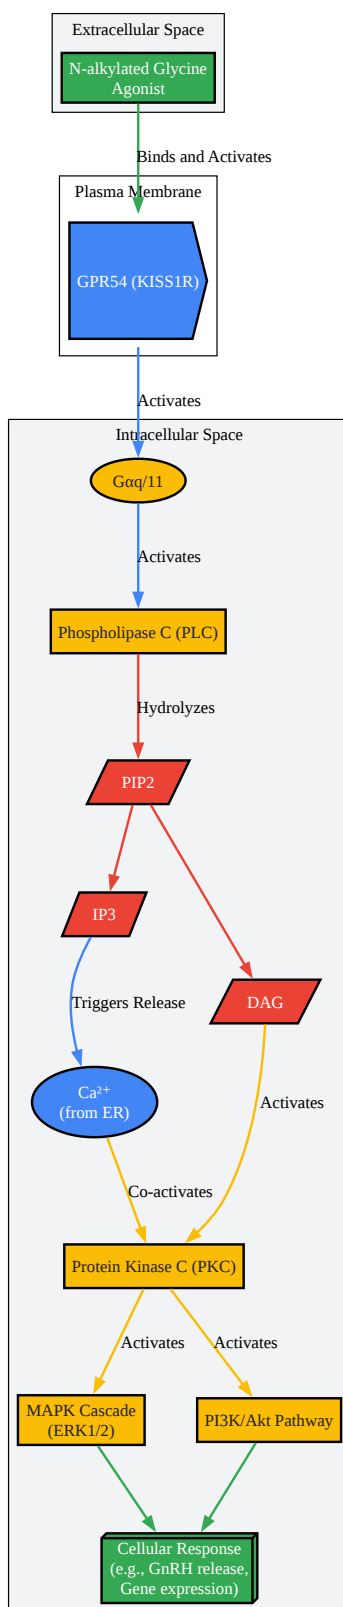 Extracellular Space
N-alkylated Glycine
Agonist
Binds and Activates
Plasma Membrane
GPR54 (KISS1R)
Activates
Intracellular Space
Gαq/11
Activates
Phospholipase C (PLC)
Hydrolyzes
PIP2
IP3
DAG
Triggers Release
Ca²⁺
(from ER)
Activates
Co-activates
Protein Kinase C (PKC)
Activates
Activates
MAPK Cascade
(ERK1/2)
PI3K/Akt Pathway
Cellular Response
(e.g., GnRH release,
Gene expression)